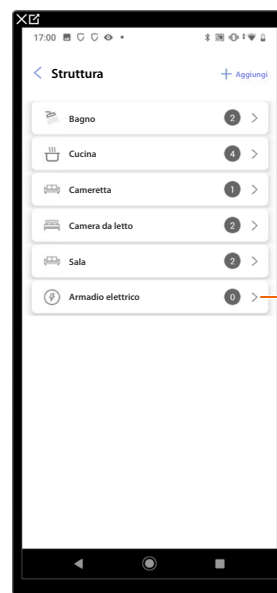 17:00
Struttura
Aggiungi
Bagno 2
Cucina 4
Cameretta 1
Camera da letto 2
Sala 2
Armadio elettrico 0